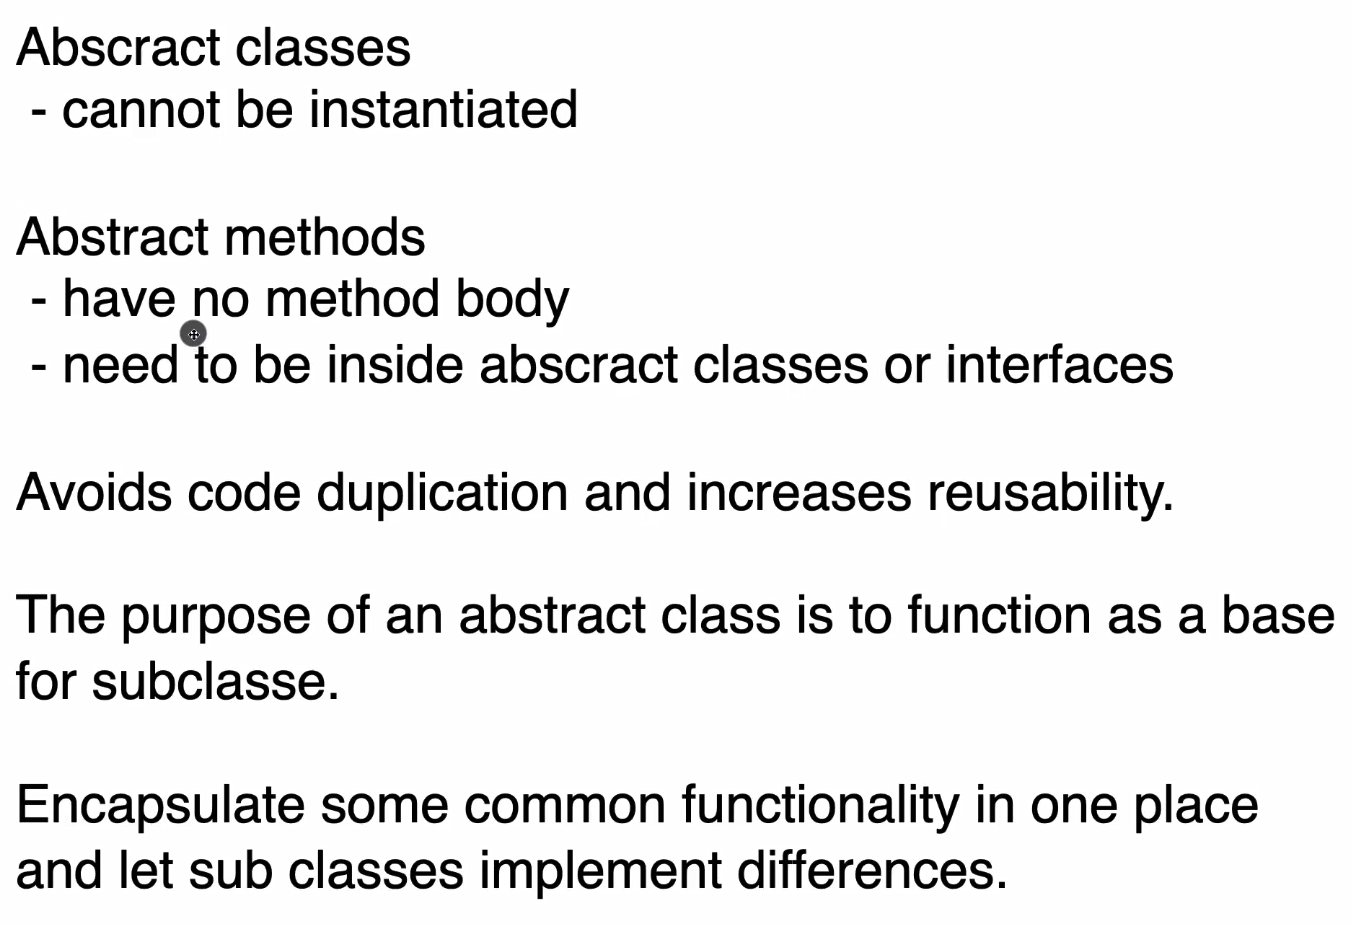 Abscract classes
- cannot be instantiated
Abstract methods
- have no method body
- need to be inside abscract classes or interfaces
Avoids code duplication and increases reusability.
The purpose of an abstract class is to function as a base
for subclasse.
Encapsulate some common functionality in one place
and let sub classes implement differences.